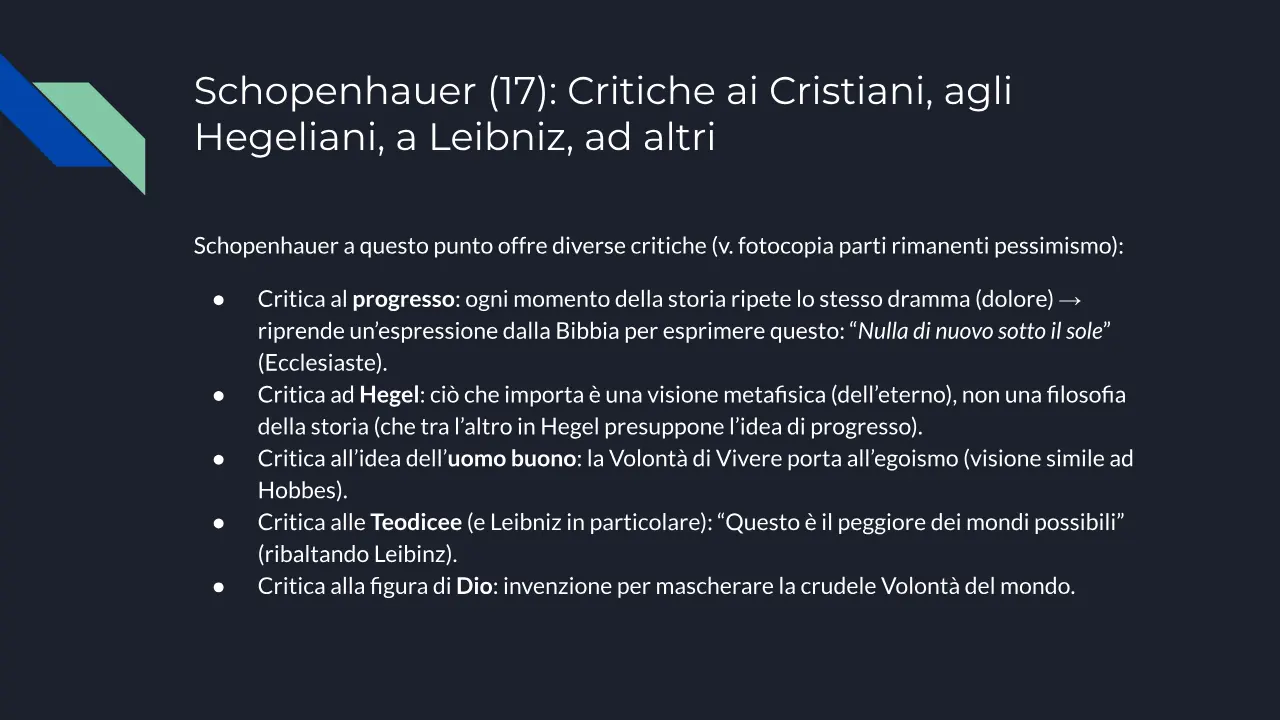 Schopenhauer (17): Critiche ai Cristiani, agli
Hegeliani, a Leibniz, ad altri
Schopenhauer a questo punto offre diverse critiche (v. fotocopia parti rimanenti pessimismo):
● Critica al progresso: ogni momento della storia ripete lo stesso dramma (dolore) →
riprende un’espressione dalla Bibbia per esprimere questo: “Nulla di nuovo sotto il sole”
(Ecclesiaste).
● Critica ad Hegel: ciò che importa è una visione metafisica (dell’eterno), non una filosofia
della storia (che tra l’altro in Hegel presuppone l’idea di progresso).
● Critica all’idea dell’uomo buono: la Volontà di Vivere porta all’egoismo (visione simile ad
Hobbes).
● Critica alle Teodicee (e Leibniz in particolare): “Questo è il peggiore dei mondi possibili”
(ribaltando Leibinz).
● Critica alla figura di Dio: invenzione per mascherare la crudele Volontà del mondo.